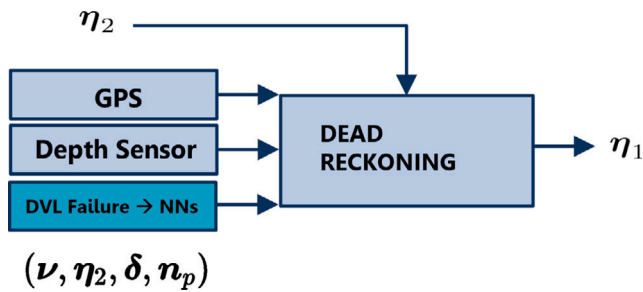 η₂
GPS
Depth Sensor
DVL Failure → NNs
DEAD
RECKONING
η₁
(ν, η₂, δ, nₚ)